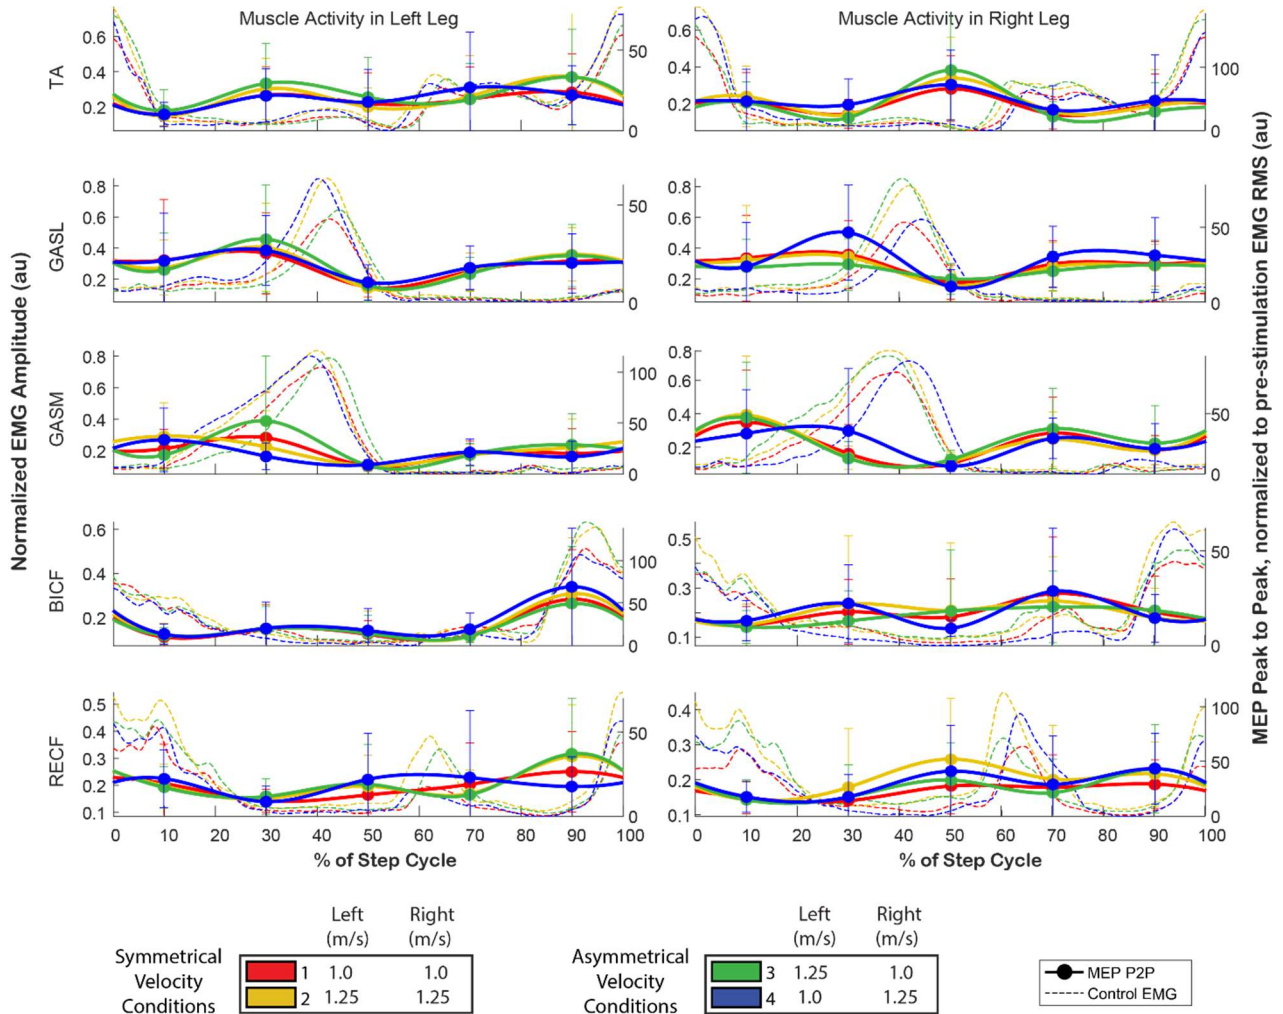 Muscle Activity in Left Leg
Muscle Activity in Right Leg
Normalized EMG Amplitude (au)
MEP Peak to Peak, normalized to pre-stimulation EMG RMS (au)
TA
0.6
0.4
0.2
50
0
0.6
0.4
0.2
100
0
GASL
0.8
0.6
0.4
0.2
50
0
0.8
0.6
0.4
0.2
50
0
GASM
0.8
0.6
0.4
0.2
100
50
0
0.8
0.4
0.2
50
0
BICF
0.6
0.4
0.2
100
50
0
0.5
0.3
0.1
50
0
RECF
0.5
0.4
0.3
0.2
0.1
50
0
0.4
0.3
0.2
0.1
100
50
0
0 10 20 30 40 50 60 70 80 90 100
0 10 20 30 40 50 60 70 80 90 100
% of Step Cycle
% of Step Cycle
Symmetrical
Velocity
Conditions
Left Right
(m/s) (m/s)
1 1.0 1.0
2 1.25 1.25
Asymmetrical
Velocity
Conditions
Left Right
(m/s) (m/s)
3 1.25 1.0
4 1.0 1.25
MEP P2P
Control EMG